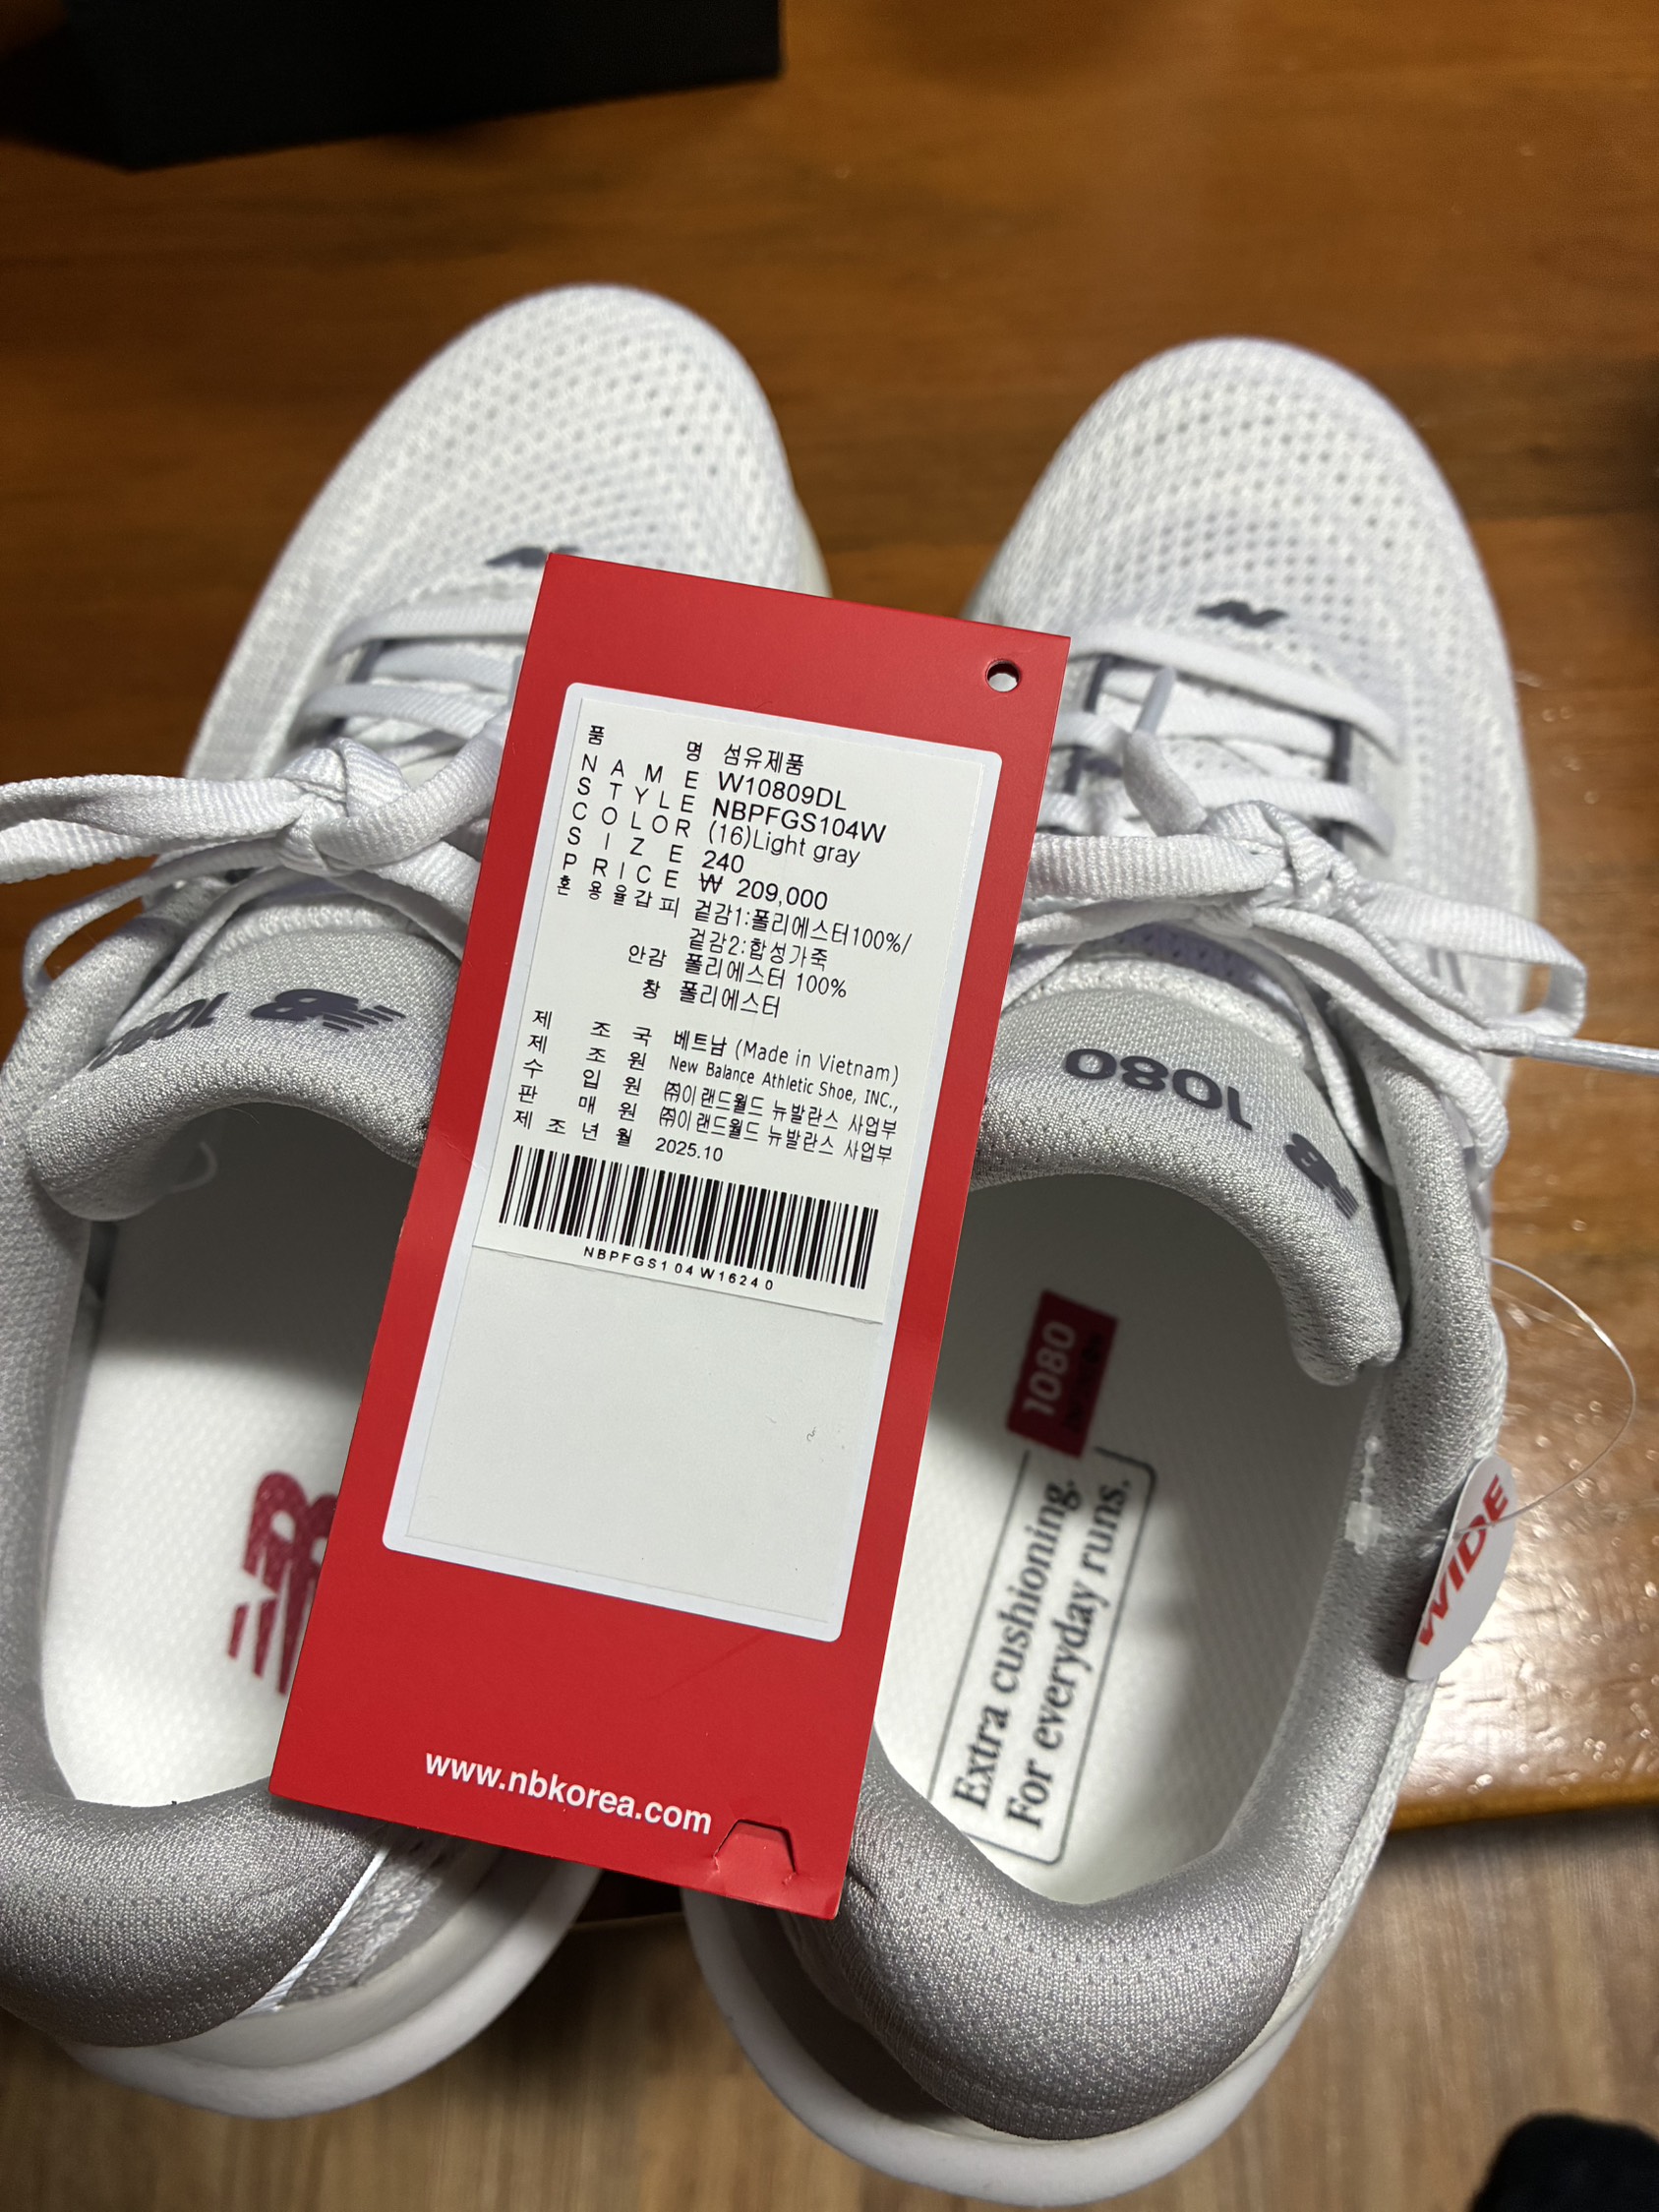 품 명 섬유제품
NAME W10809DL
STYLE NBPFGS104W
COLOR (16)Light gray
SIZE 240
PRICE ₩ 209,000
혼용율갑피 겉감1:폴리에스터100%/
겉감2:합성가죽
안감 폴리에스터 100%
창 폴리에스터
제 조 국 베트남 (Made in Vietnam)
제 조 원 New Balance Athletic Shoe, INC.,
수 입 원 ㈜이랜드월드 뉴발란스 사업부
판 매 원 ㈜이랜드월드 뉴발란스 사업부
제조년월 2025.10
NBPFGS104W16240
www.nbkorea.com
1080
1080
1080
Extra cushioning.
For everyday runs.
WIDE